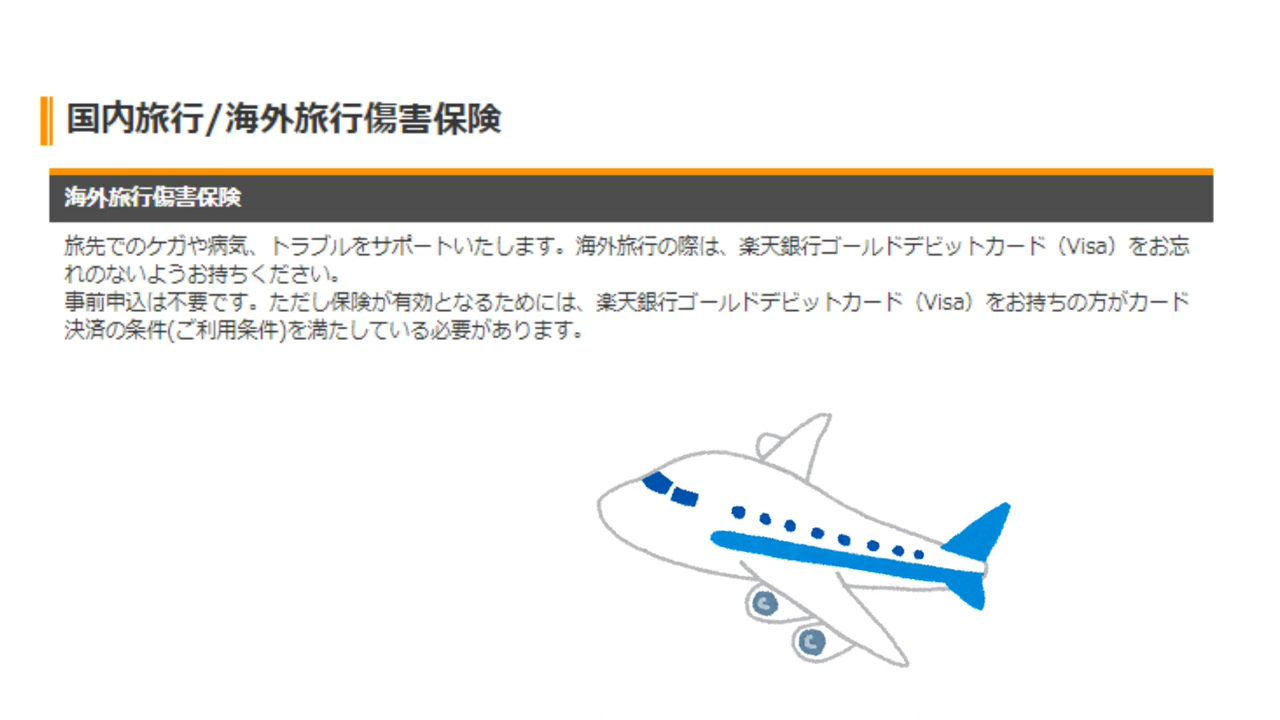 国内旅行/海外旅行傷害保険
海外旅行傷害保険
旅先でのケガや病気、トラブルをサポートいたします。海外旅行の際は、楽天銀行ゴールドデビットカード（Visa）をお忘
れのないようお持ちください。
事前申込は不要です。ただし保険が有効となるためには、楽天銀行ゴールドデビットカード（Visa）をお持ちの方がカード
決済の条件(ご利用条件)を満たしている必要があります。